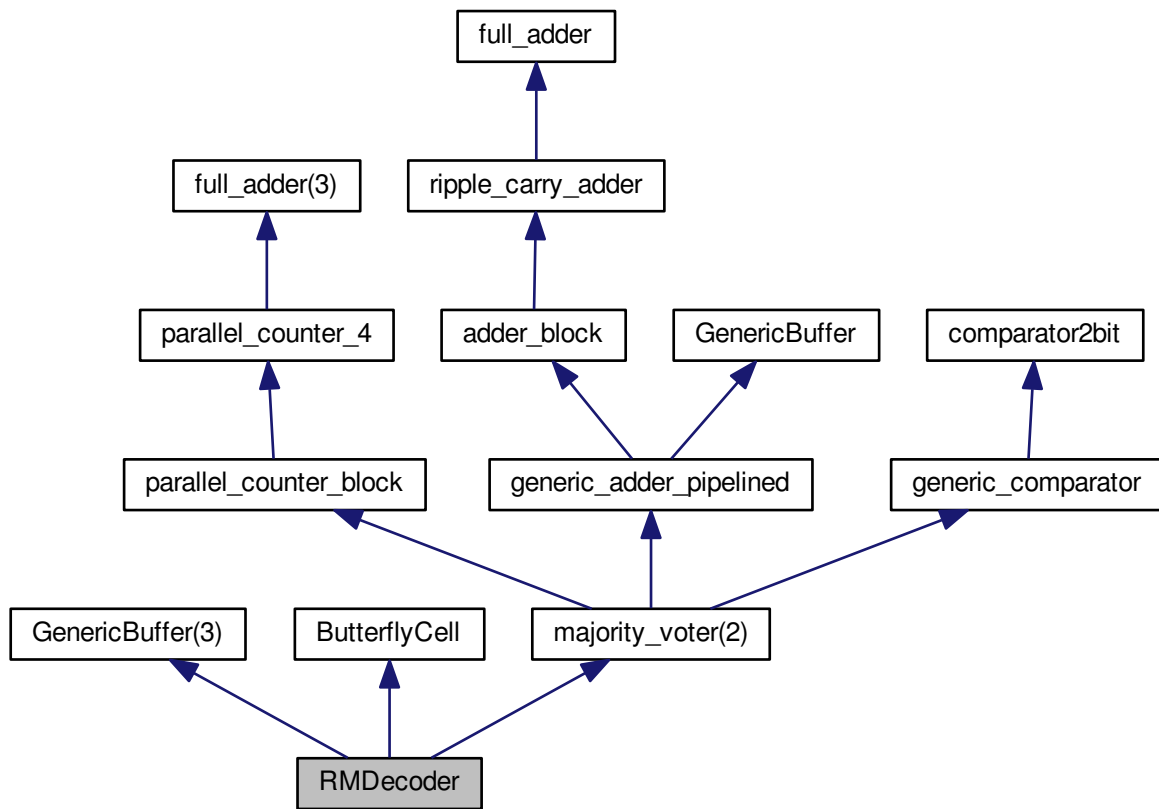 full_adder
full_adder(3)
ripple_carry_adder
parallel_counter_4
adder_block
GenericBuffer
comparator2bit
parallel_counter_block
generic_adder_pipelined
generic_comparator
GenericBuffer(3)
ButterflyCell
majority_voter(2)
RMDecoder